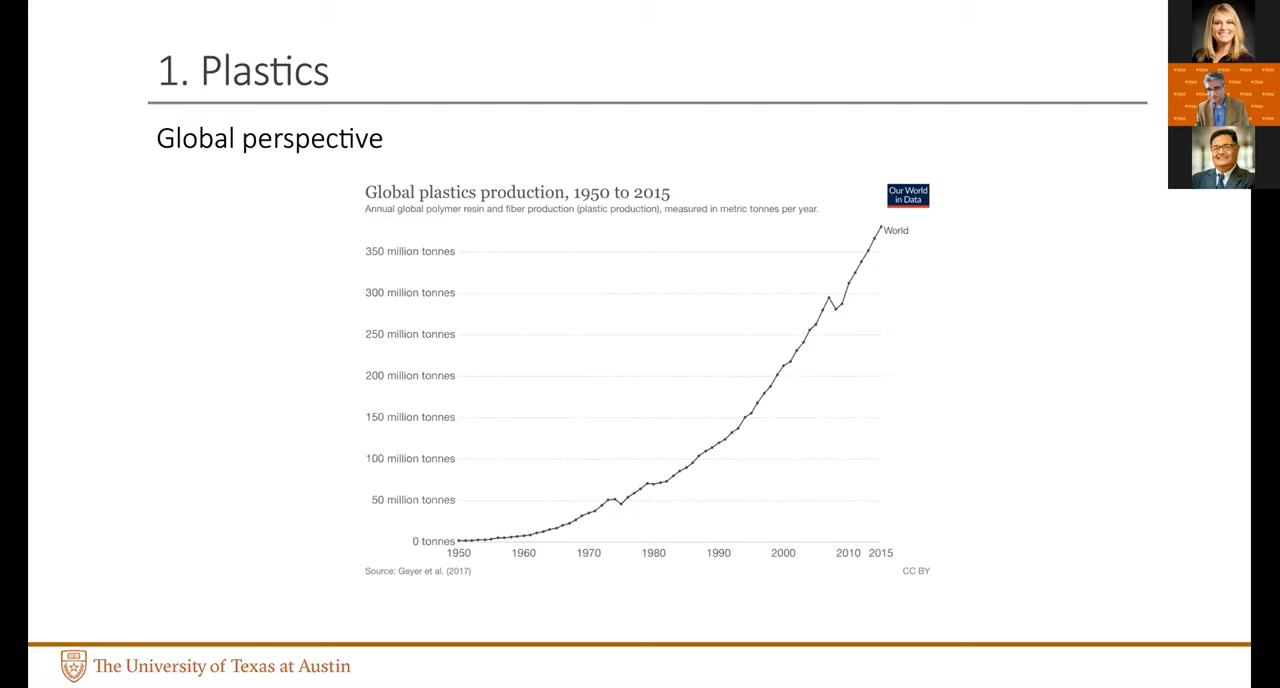 1. Plastics
Global perspective
Global plastics production, 1950 to 2015
Our World
in Data
Annual global polymer resin and fiber production (plastic production), measured in metric tonnes per year.
World
350 million tonnes
300 million tonnes
250 million tonnes
200 million tonnes
150 million tonnes
100 million tonnes
50 million tonnes
0 tonnes
1950 1960 1970 1980 1990 2000 2010 2015
Source: Geyer et al. (2017)
CC BY
The University of Texas at Austin